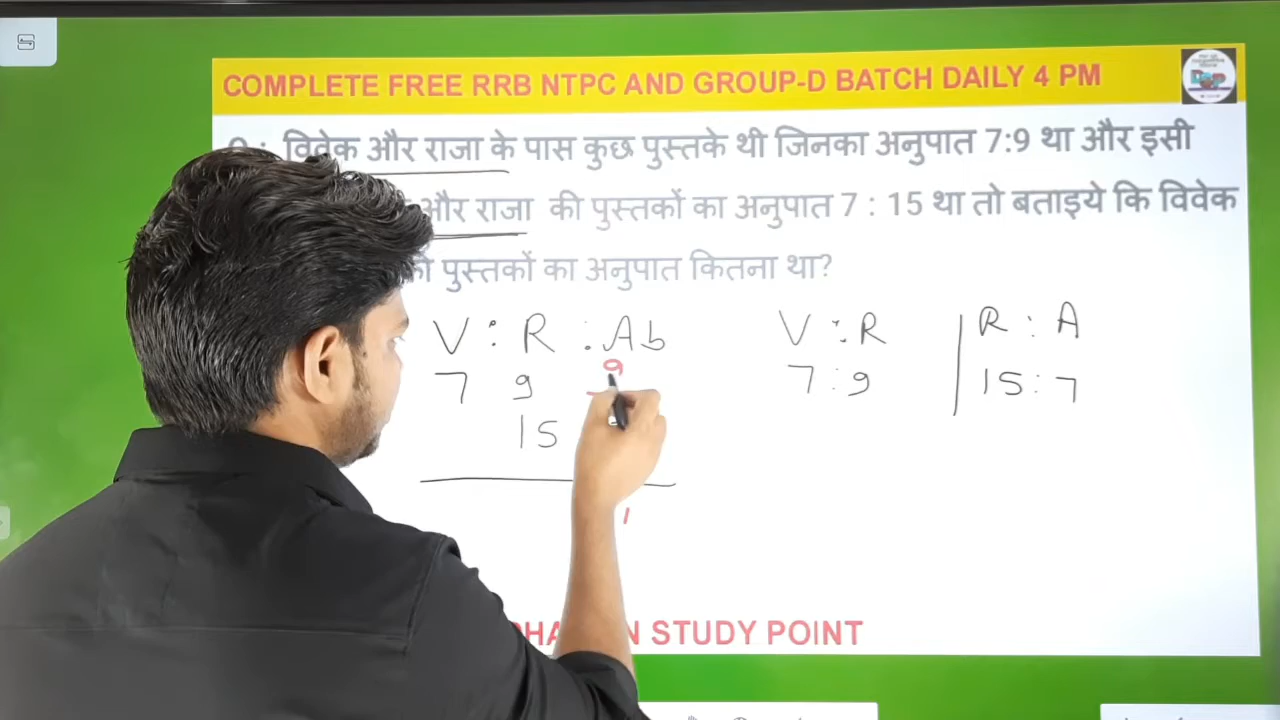 COMPLETE FREE RRB NTPC AND GROUP-D BATCH DAILY 4 PM
विवेक और राजा के पास कुछ पुस्तके थी जिनका अनुपात 7:9 था और इसी
और राजा की पुस्तकों का अनुपात 7 : 15 था तो बताइये कि विवेक
पुस्तकों का अनुपात कितना था?
V : R : Ab
7 9 9
15
V : R
7 : 9
R : A
15 : 7
STUDY POINT